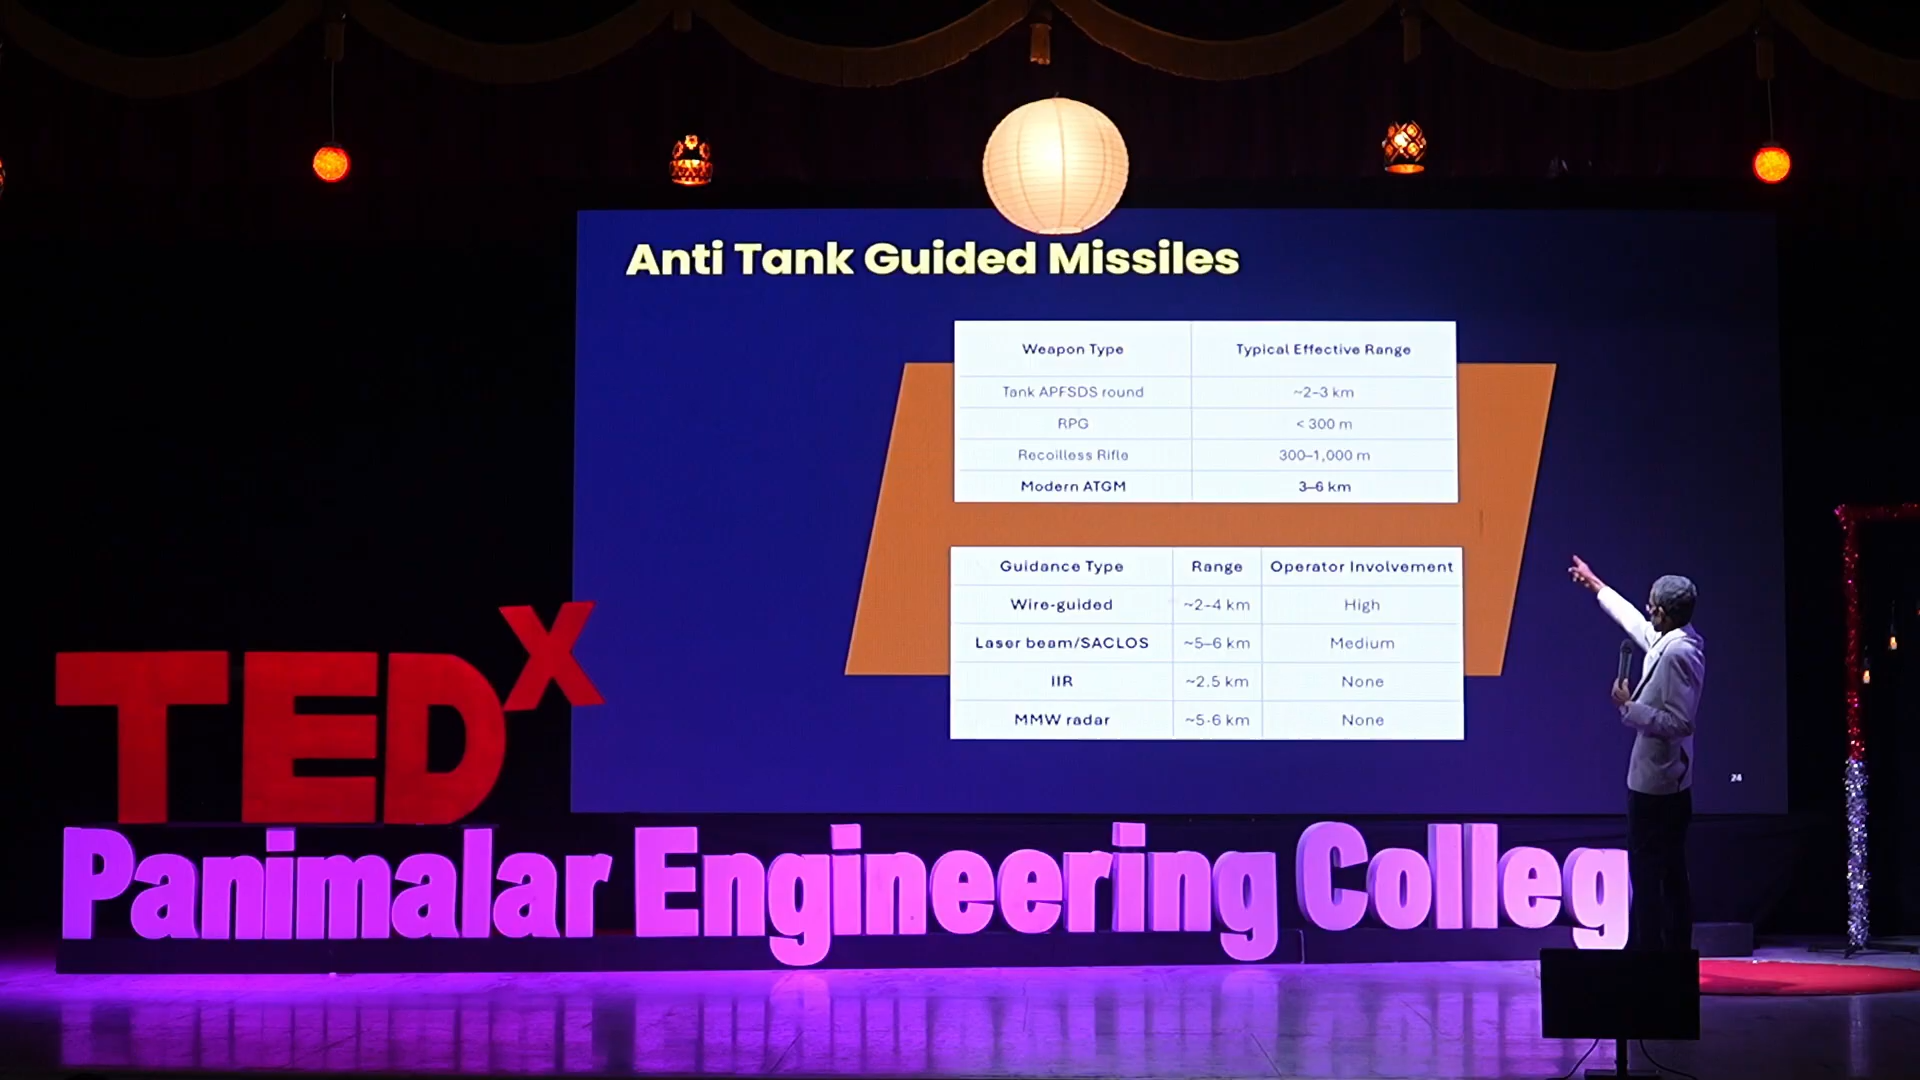 Anti Tank Guided Missiles
Weapon Type Typical Effective Range
Tank APFSDS round ~2–3 km
RPG < 300 m
Recoilless Rifle 300–1,000 m
Modern ATGM 3–6 km
Guidance Type Range Operator Involvement
Wire-guided ~2-4 km High
Laser beam/SACLOS ~5–6 km Medium
IIR ~2.5 km None
MMW radar ~5-6 km None
24
TEDx
Panimalar Engineering Colleg